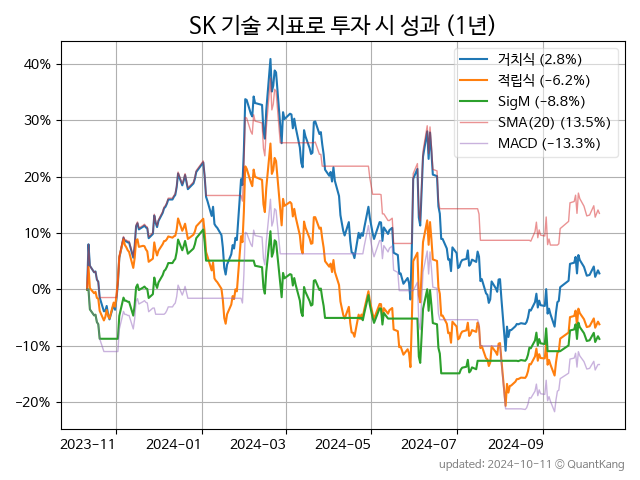 SK 기술 지표로 투자 시 성과 (1년)
거치식 (2.8%)
적립식 (−6.2%)
SigM (−8.8%)
SMA(20) (13.5%)
MACD (−13.3%)
40%
30%
20%
10%
0%
−10%
−20%
2023-11
2024-01
2024-03
2024-05
2024-07
2024-09
updated: 2024-10-11 © QuantKang